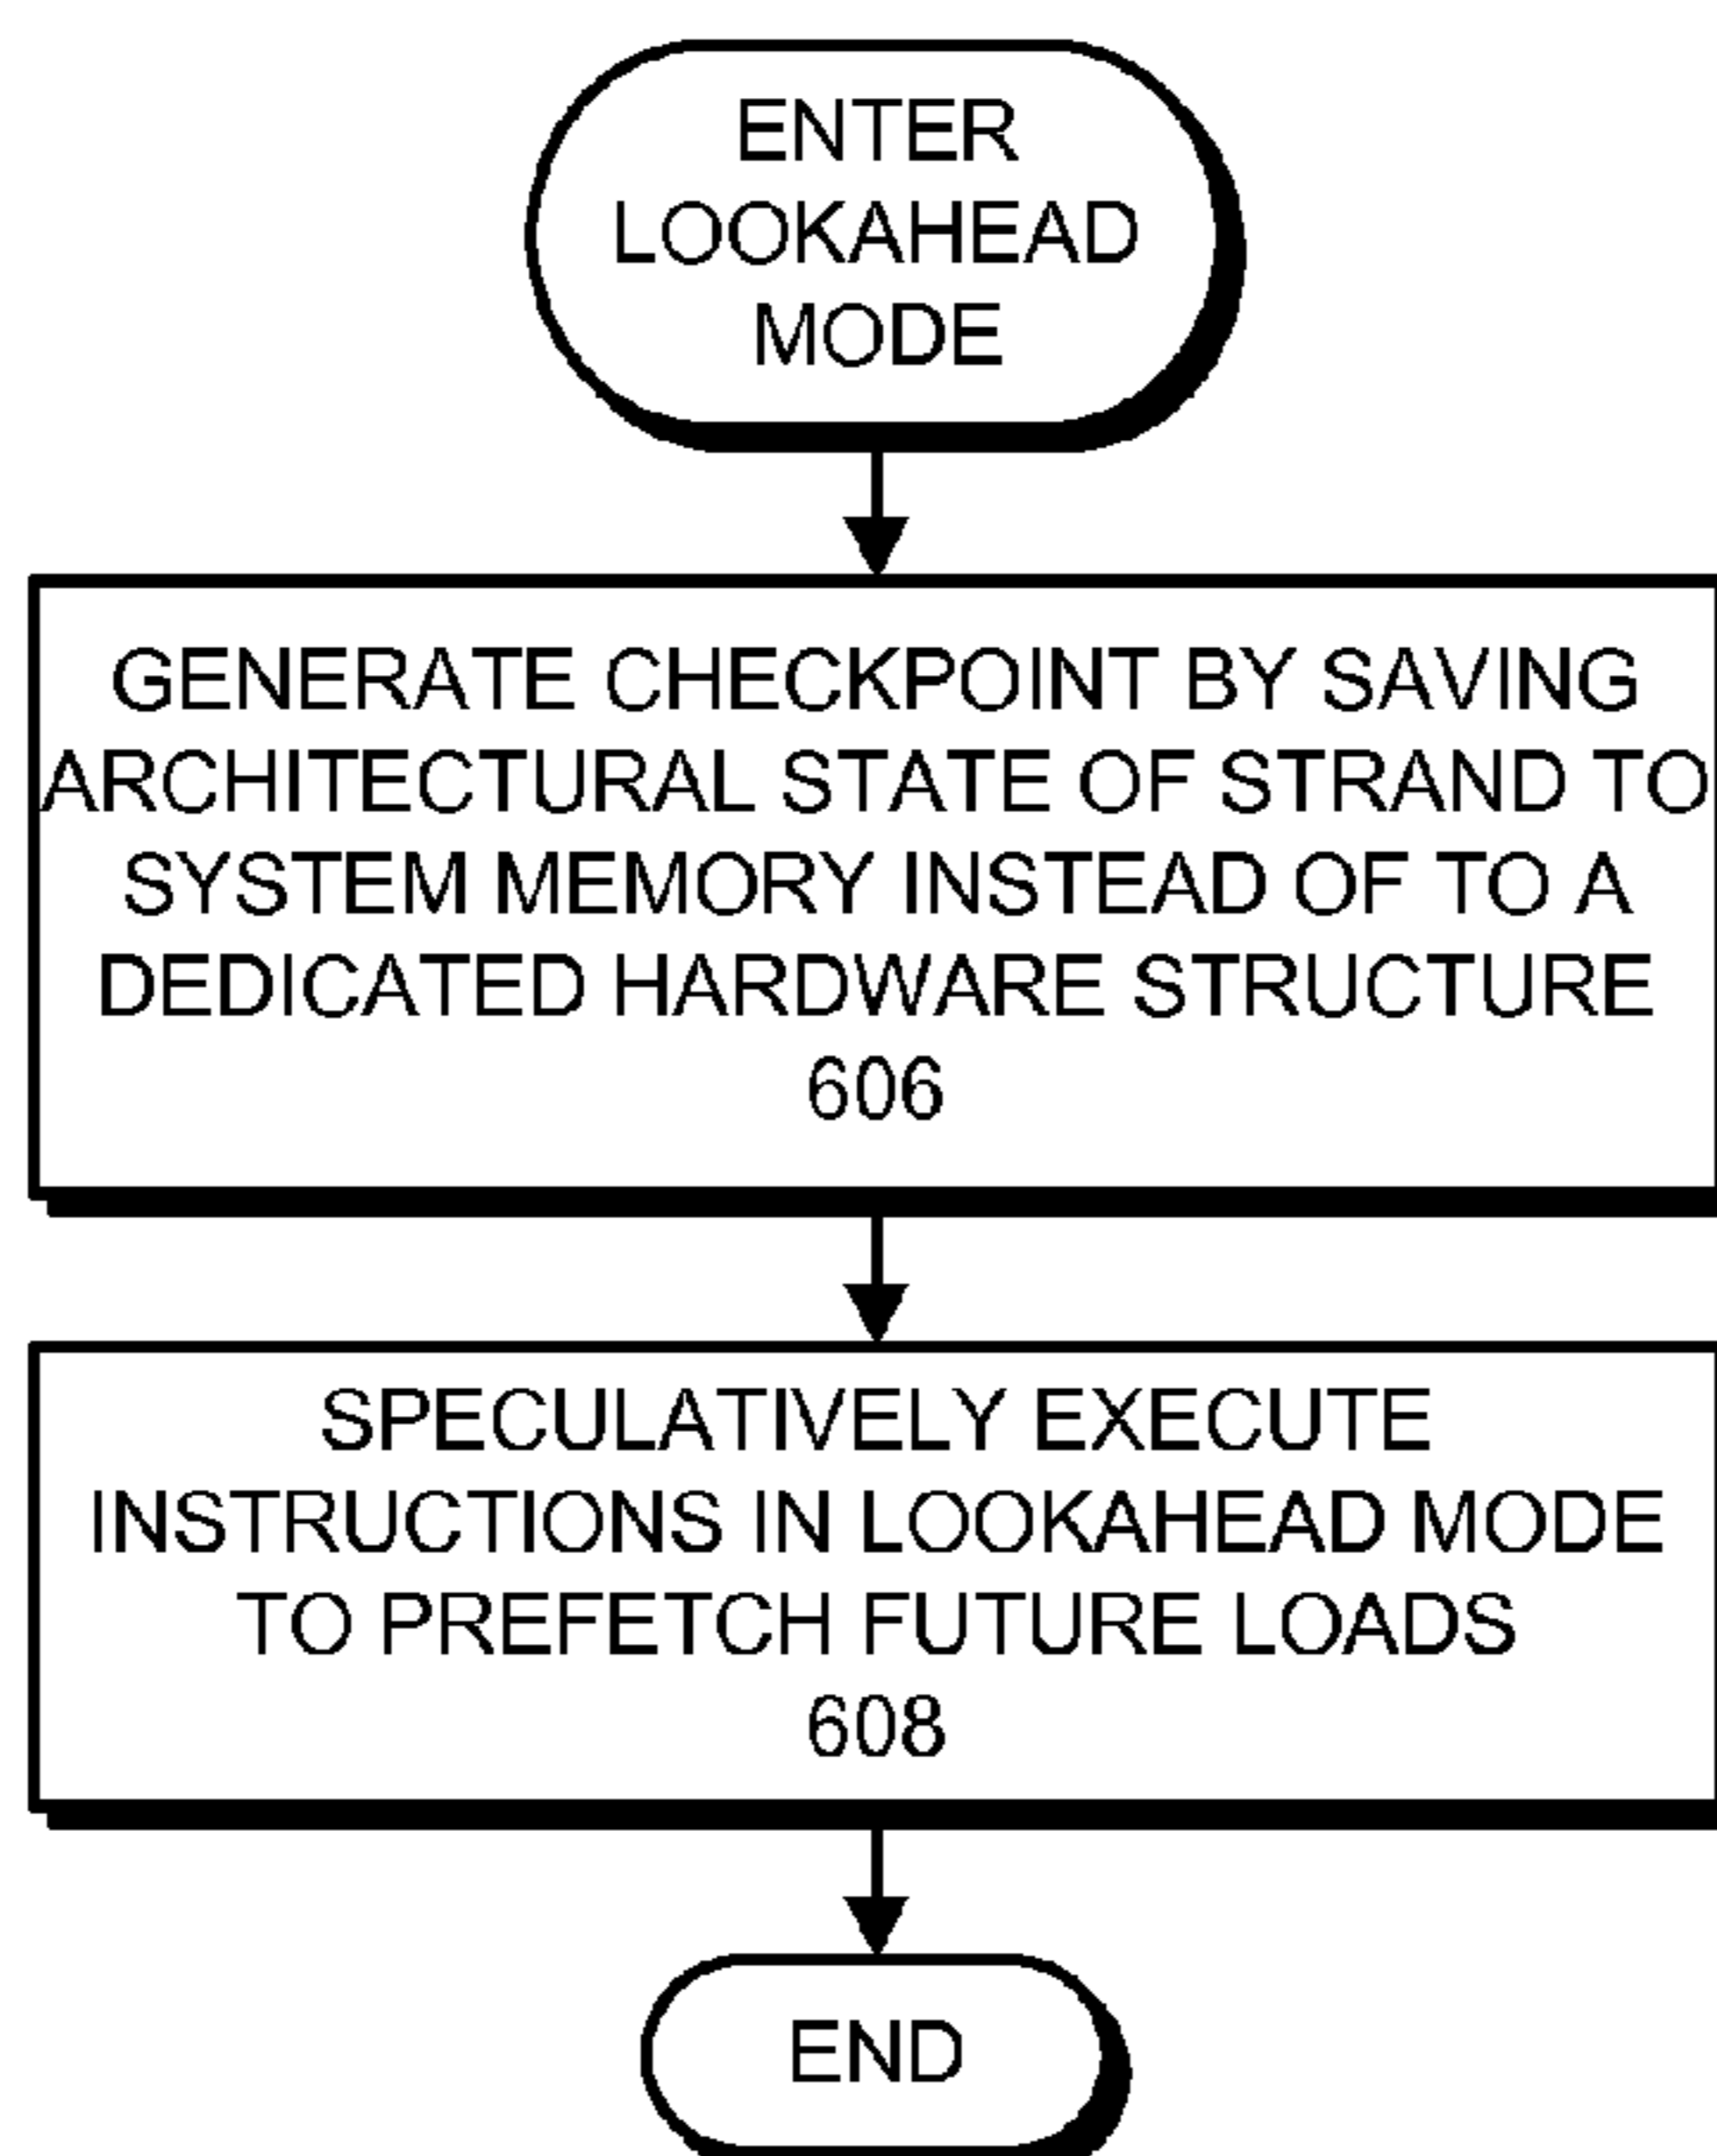 ENTER
LOOKAHEAD
MODE
GENERATE CHECKPOINT BY SAVING
ARCHITECTURAL STATE OF STRAND TO
SYSTEM MEMORY INSTEAD OF TO A
DEDICATED HARDWARE STRUCTURE
606
SPECULATIVELY EXECUTE
INSTRUCTIONS IN LOOKAHEAD MODE
TO PREFETCH FUTURE LOADS
608
END